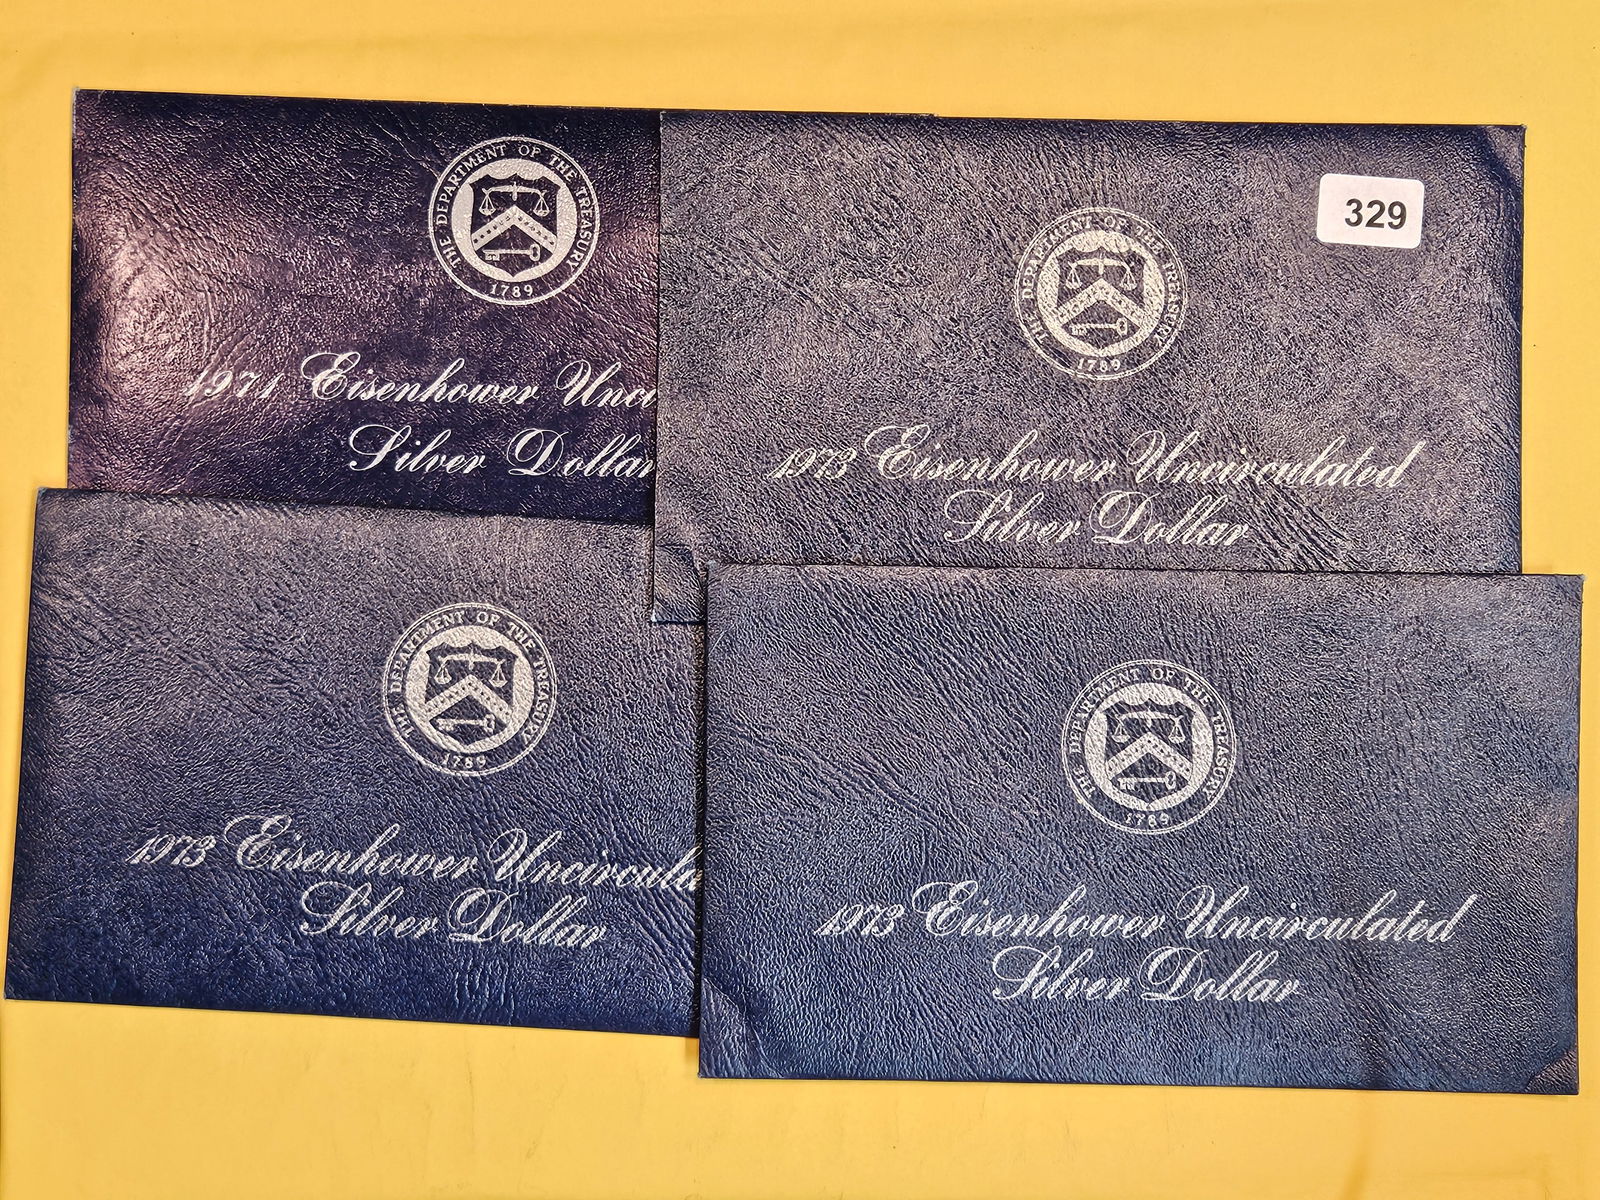 THE DEPARTMENT OF THE TREASURY
1789
1971 Eisenhower Unci
Silver Dollar
329
THE DEPARTMENT OF THE TREASURY
1789
1973 Eisenhower Uncirculated
Silver Dollar
THE DEPARTMENT OF THE TREASURY
1789
1973 Eisenhower Uncircula
Silver Dollar
THE DEPARTMENT OF THE TREASURY
1789
1973 Eisenhower Uncirculated
Silver Dollar